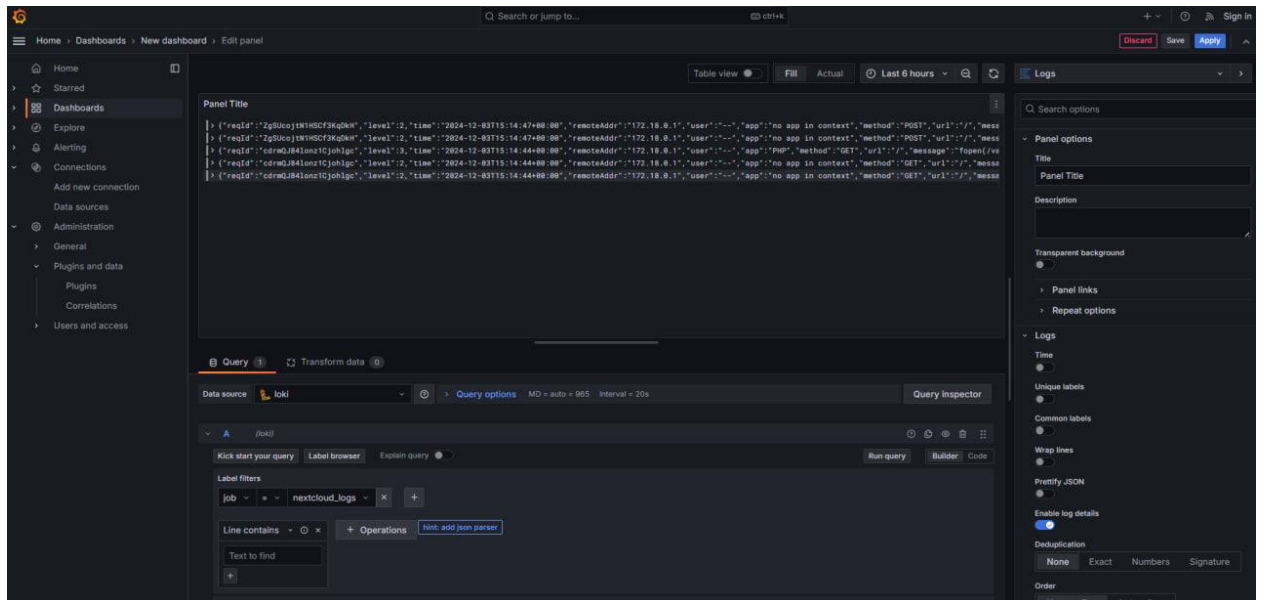 Search or jump to...
ctrl+k
Sign in
Home › Dashboards › New dashboard › Edit panel
Discard
Save
Apply
Home
Starred
Dashboards
Explore
Alerting
Connections
Add new connection
Data sources
Administration
General
Plugins and data
Plugins
Correlations
Users and access
Table view
Fill
Actual
Last 6 hours
Panel Title
{"reqId":"ZgSUcojtN1HSCf3KqDkH","level":2,"time":"2024-12-03T15:14:47+00:00","remoteAddr":"172.18.0.1","user":"--","app":"no app in context","method":"POST","url":"/","mess
{"reqId":"ZgSUcojtN1HSCf3KqDkH","level":2,"time":"2024-12-03T15:14:47+00:00","remoteAddr":"172.18.0.1","user":"--","app":"no app in context","method":"POST","url":"/","mess
{"reqId":"cdrmQJ84lonz1Cjohlgc","level":3,"time":"2024-12-03T15:14:44+00:00","remoteAddr":"172.18.0.1","user":"--","app":"PHP","method":"GET","url":"/","message":"fopen(/va
{"reqId":"cdrmQJ84lonz1Cjohlgc","level":2,"time":"2024-12-03T15:14:44+00:00","remoteAddr":"172.18.0.1","user":"--","app":"no app in context","method":"GET","url":"/","messa
{"reqId":"cdrmQJ84lonz1Cjohlgc","level":2,"time":"2024-12-03T15:14:44+00:00","remoteAddr":"172.18.0.1","user":"--","app":"no app in context","method":"GET","url":"/","messa
Query 1
Transform data 0
Data source
loki
Query options MD = auto = 965 Interval = 20s
Query inspector
A (loki)
Kick start your query
Label browser
Explain query
Run query
Builder
Code
Label filters
job = nextcloud_logs
Line contains
+ Operations
hint: add json parser
Text to find
Logs
Search options
Panel options
Title
Panel Title
Description
Transparent background
Panel links
Repeat options
Logs
Time
Unique labels
Common labels
Wrap lines
Prettify JSON
Enable log details
Deduplication
None
Exact
Numbers
Signature
Order